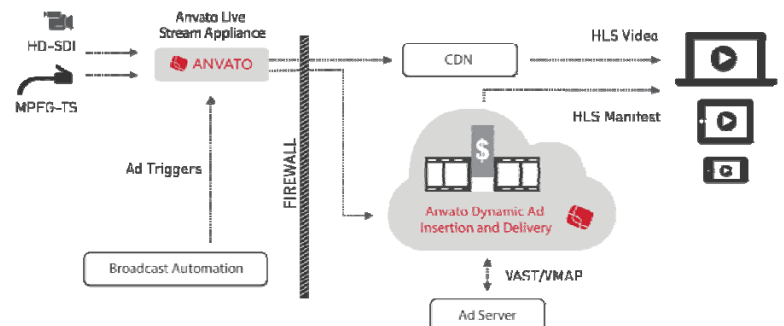 Anvato Live
Stream Appliance
HD-SDI
ANVATO
MPFG-TS
Ad Triggers
Broadcast Automation
FIREWALL
CDN
HLS Video
HLS Manifest
$
Anvato Dynamic Ad
Insertion and Delivery
VAST/VMAP
Ad Server